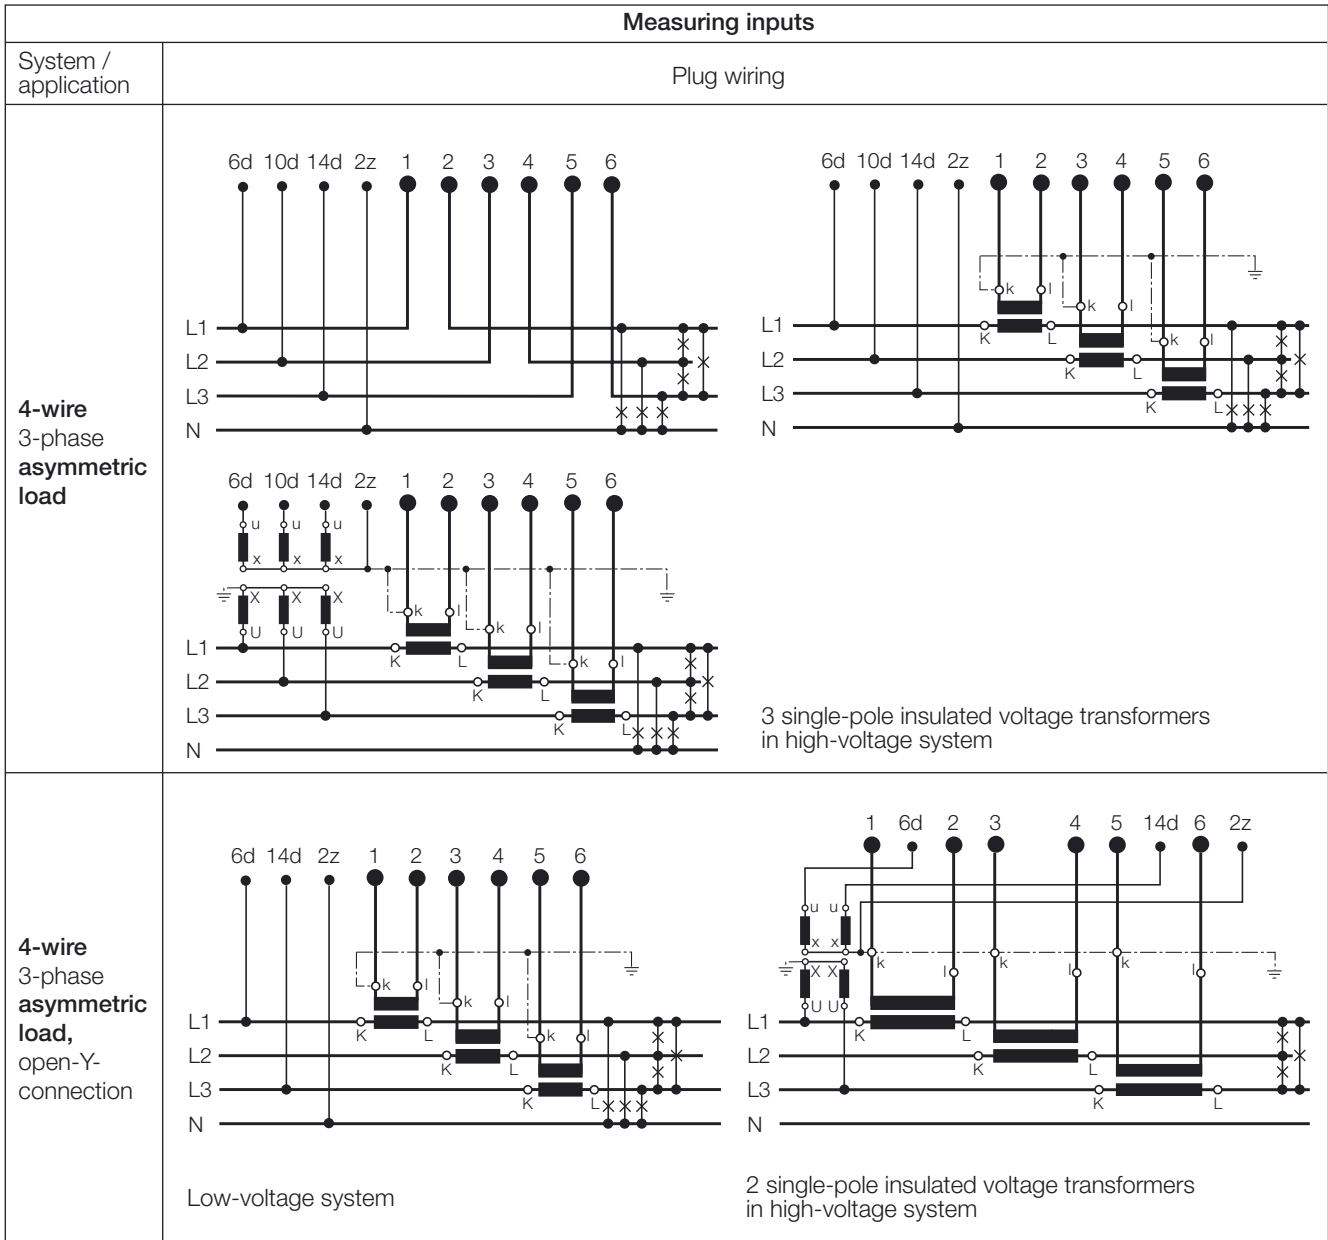 Measuring inputs
System /
application
Plug wiring
4-wire
3-phase
asymmetric
load
6d 10d 14d 2z 1 2 3 4 5 6
L1
L2
L3
N
6d 10d 14d 2z 1 2 3 4 5 6
k l
k l
k l
L1
K L
L2
K L
L3
K L
N
6d 10d 14d 2z 1 2 3 4 5 6
u u u
x x x
X X X
k l
U U U
k l
L1
K L
k l
L2
K L
L3
K L
N
3 single-pole insulated voltage transformers
in high-voltage system
4-wire
3-phase
asymmetric
load,
open-Y-
connection
6d 14d 2z 1 2 3 4 5 6
k l
k l
L1
K L
k l
L2
K L
L3
K L
N
Low-voltage system
1 6d 2 3 4 5 14d 6 2z
u u
x x
k k k
X X
l l l
U U
L1
K L
L2
K L
L3
K L
N
2 single-pole insulated voltage transformers
in high-voltage system